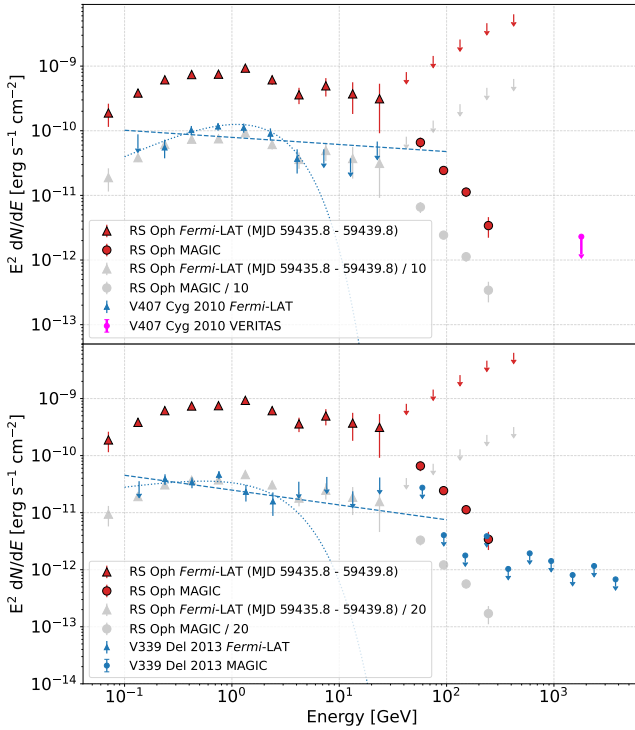 E² dN/dE [erg s⁻¹ cm⁻²]
10⁻⁹
10⁻¹⁰
10⁻¹¹
10⁻¹²
10⁻¹³
RS Oph Fermi-LAT (MJD 59435.8 - 59439.8)
RS Oph MAGIC
RS Oph Fermi-LAT (MJD 59435.8 - 59439.8) / 10
RS Oph MAGIC / 10
V407 Cyg 2010 Fermi-LAT
V407 Cyg 2010 VERITAS
E² dN/dE [erg s⁻¹ cm⁻²]
10⁻⁹
10⁻¹⁰
10⁻¹¹
10⁻¹²
10⁻¹³
10⁻¹⁴
RS Oph Fermi-LAT (MJD 59435.8 - 59439.8)
RS Oph MAGIC
RS Oph Fermi-LAT (MJD 59435.8 - 59439.8) / 20
RS Oph MAGIC / 20
V339 Del 2013 Fermi-LAT
V339 Del 2013 MAGIC
10⁻¹ 10⁰ 10¹ 10² 10³
Energy [GeV]